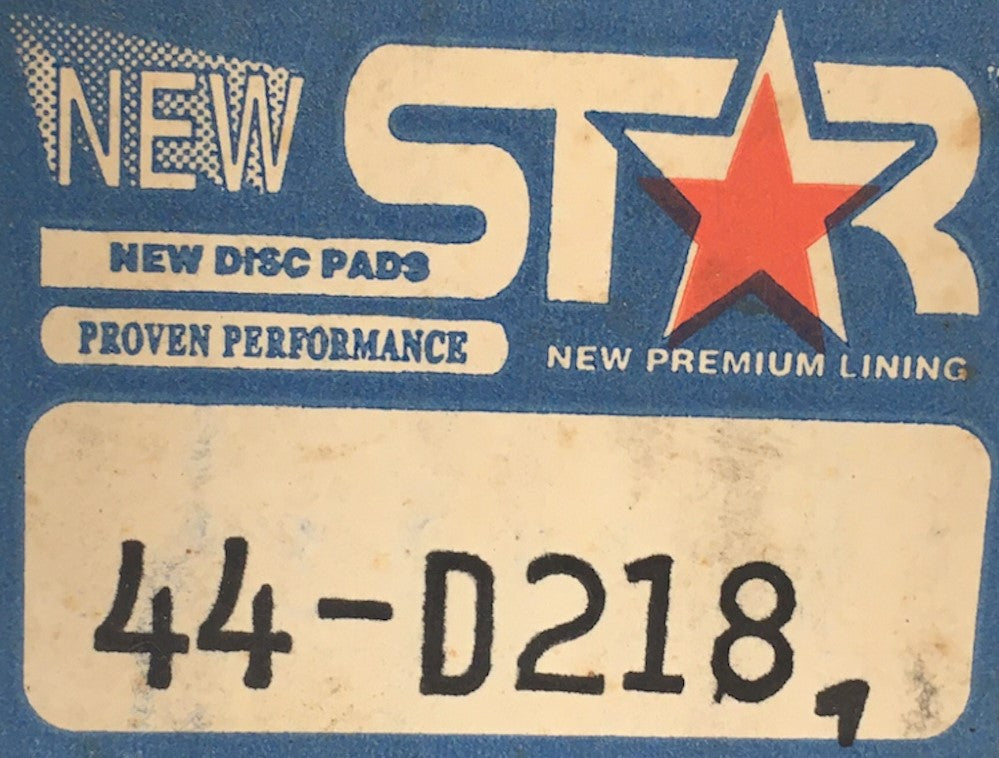 NEW STAR
NEW DISC PADS
PROVEN PERFORMANCE
NEW PREMIUM LINING
44-D218,